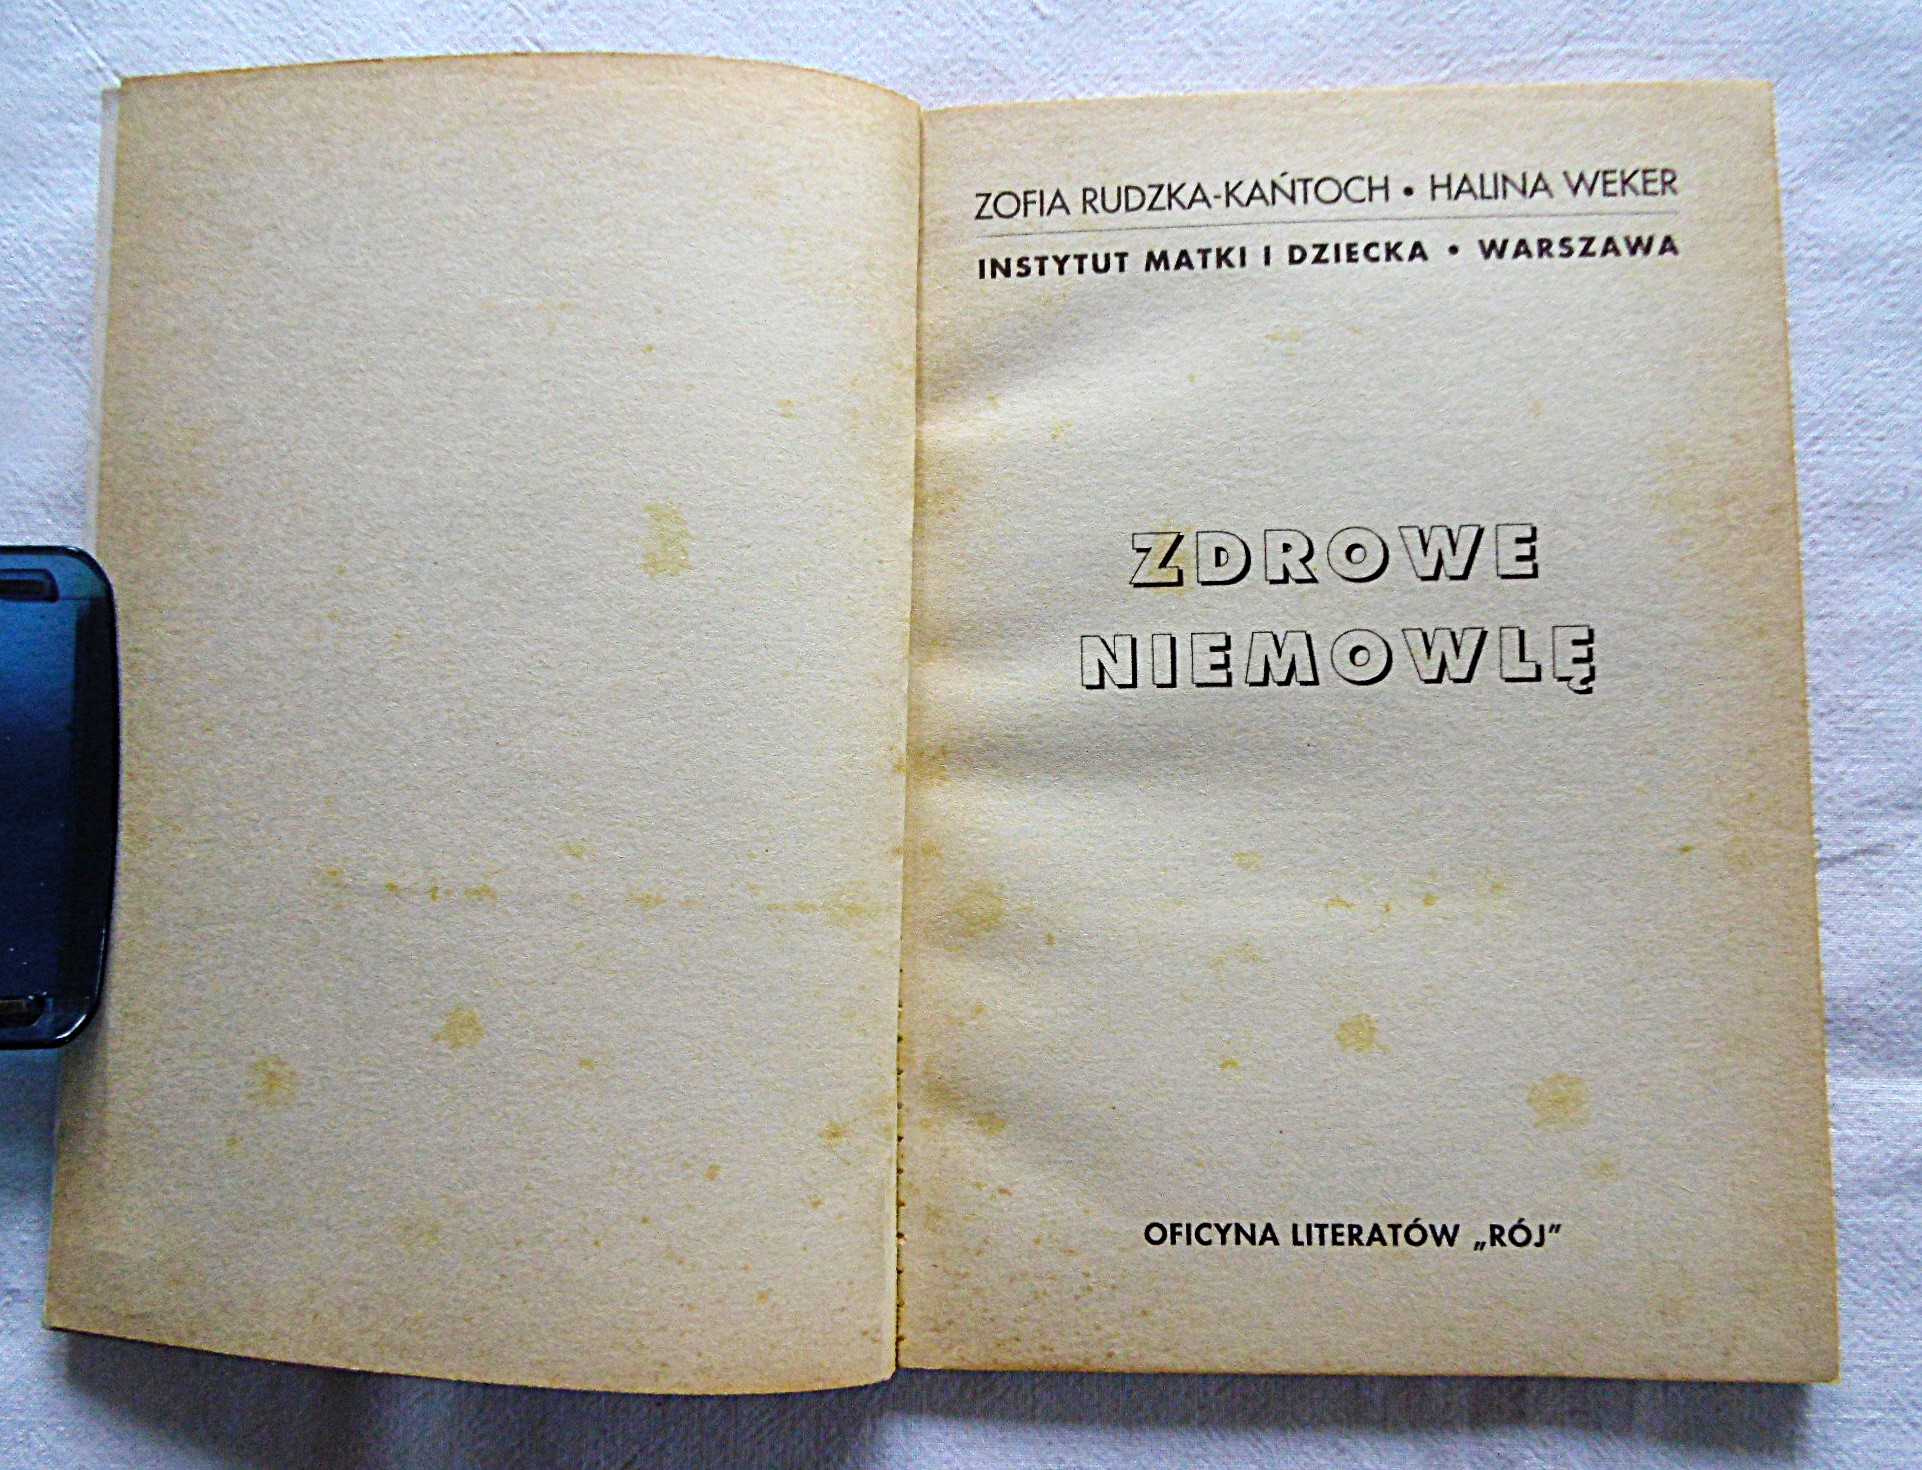 ZOFIA RUDZKA-KAŃTOCH • HALINA WEKER
INSTYTUT MATKI I DZIECKA • WARSZAWA
ZDROWE
NIEMOWLĘ
OFICYNA LITERATÓW „RÓJ”